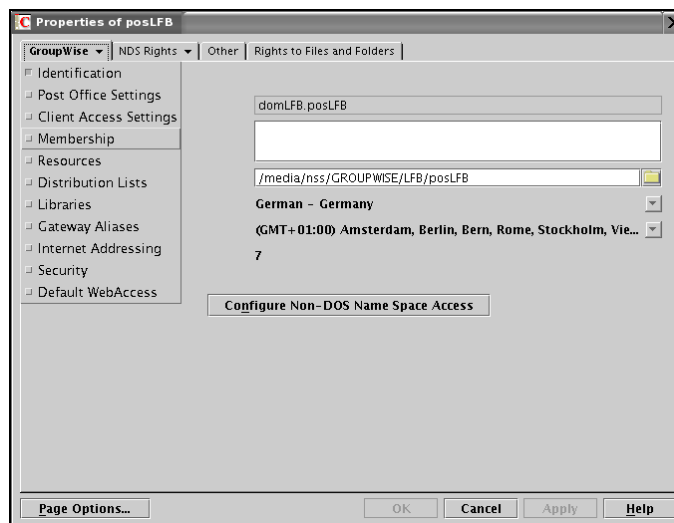 Properties of posLFB
GroupWise NDS Rights Other Rights to Files and Folders
Identification
Post Office Settings
Client Access Settings
Membership
Resources
Distribution Lists
Libraries
Gateway Aliases
Internet Addressing
Security
Default WebAccess
domLFB.posLFB
/media/nss/GROUPWISE/LFB/posLFB
German - Germany
(GMT+01:00) Amsterdam, Berlin, Bern, Rome, Stockholm, Vie...
7
Configure Non-DOS Name Space Access
Page Options... OK Cancel Apply Help